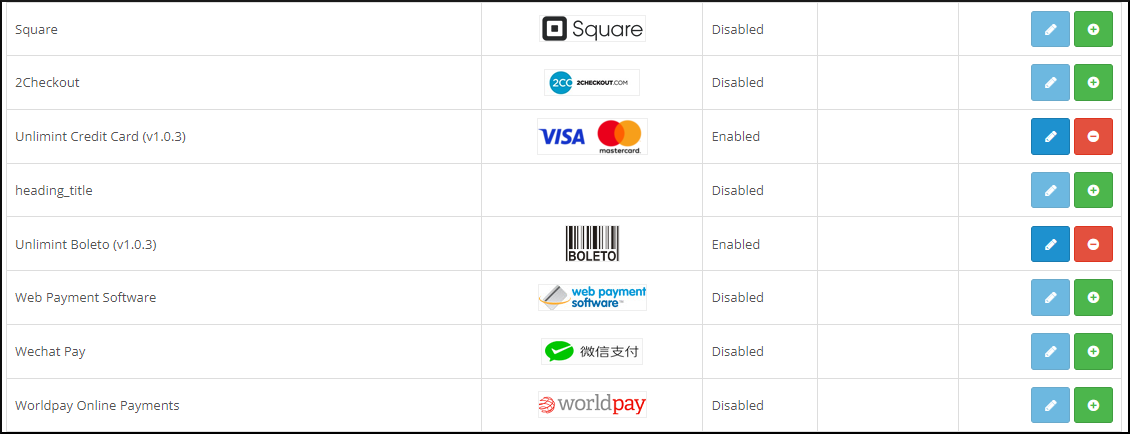 Square
Square
Disabled
2Checkout
2CO 2CHECKOUT.COM
Disabled
Unlimint Credit Card (v1.0.3)
VISA
mastercard.
Enabled
heading_title
Disabled
Unlimint Boleto (v1.0.3)
BOLETO
Enabled
Web Payment Software
web payment
software™
Disabled
Wechat Pay
微信支付
Disabled
Worldpay Online Payments
worldpay
Disabled